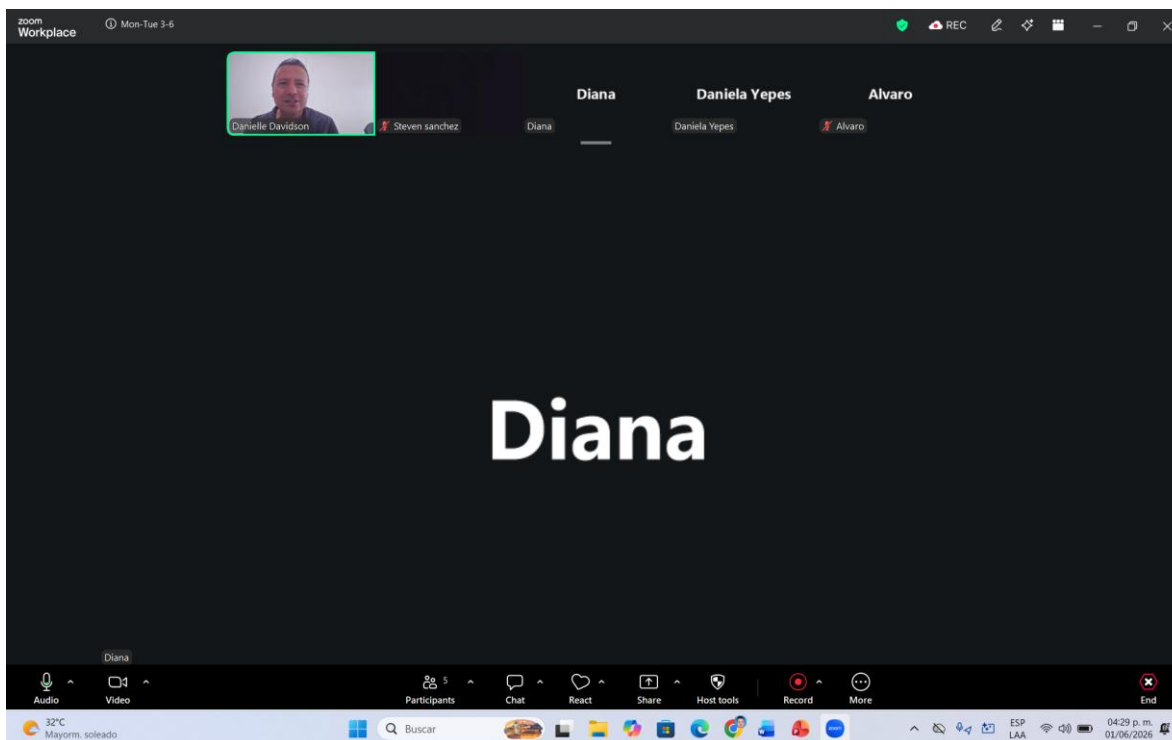 zoom
Workplace
Mon-Tue 3-6
REC
Diana
Daniela Yepes
Alvaro
Danielle Davidson
Steven sanchez
Diana
Daniela Yepes
Alvaro
Diana
Diana
Audio
Video
5
Participants
Chat
React
Share
Host tools
Record
More
End
32°C
Mayorm. soleado
Buscar
ESP
LAA
04:29 p. m.
01/06/2026